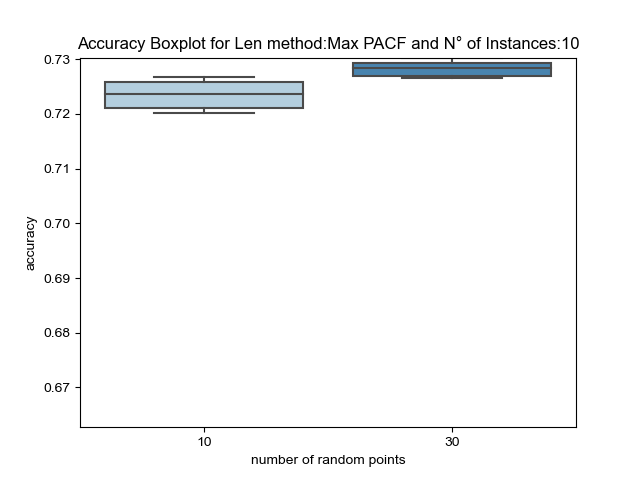 Accuracy Boxplot for Len method:Max PACF and N° of Instances:10
0.73
0.72
0.71
0.70
0.69
0.68
0.67
accuracy
10 30
number of random points